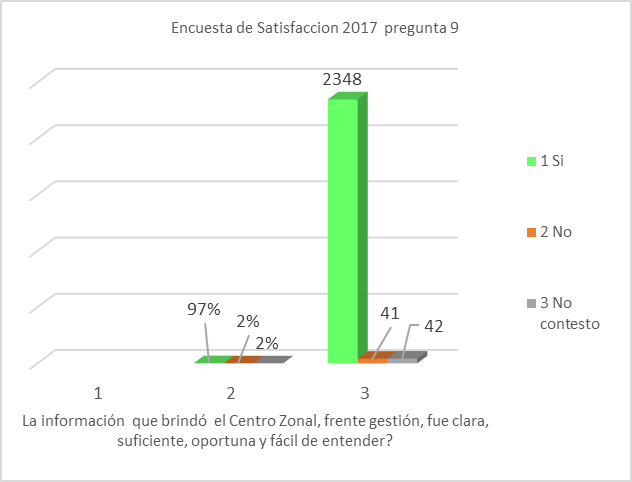 Encuesta de Satisfaccion 2017 pregunta 9
2348
1 Si
97%
2%
2%
41
42
2 No
3 No
contesto
1
2
3
La información que brindó el Centro Zonal, frente gestión, fue clara,
suficiente, oportuna y fácil de entender?